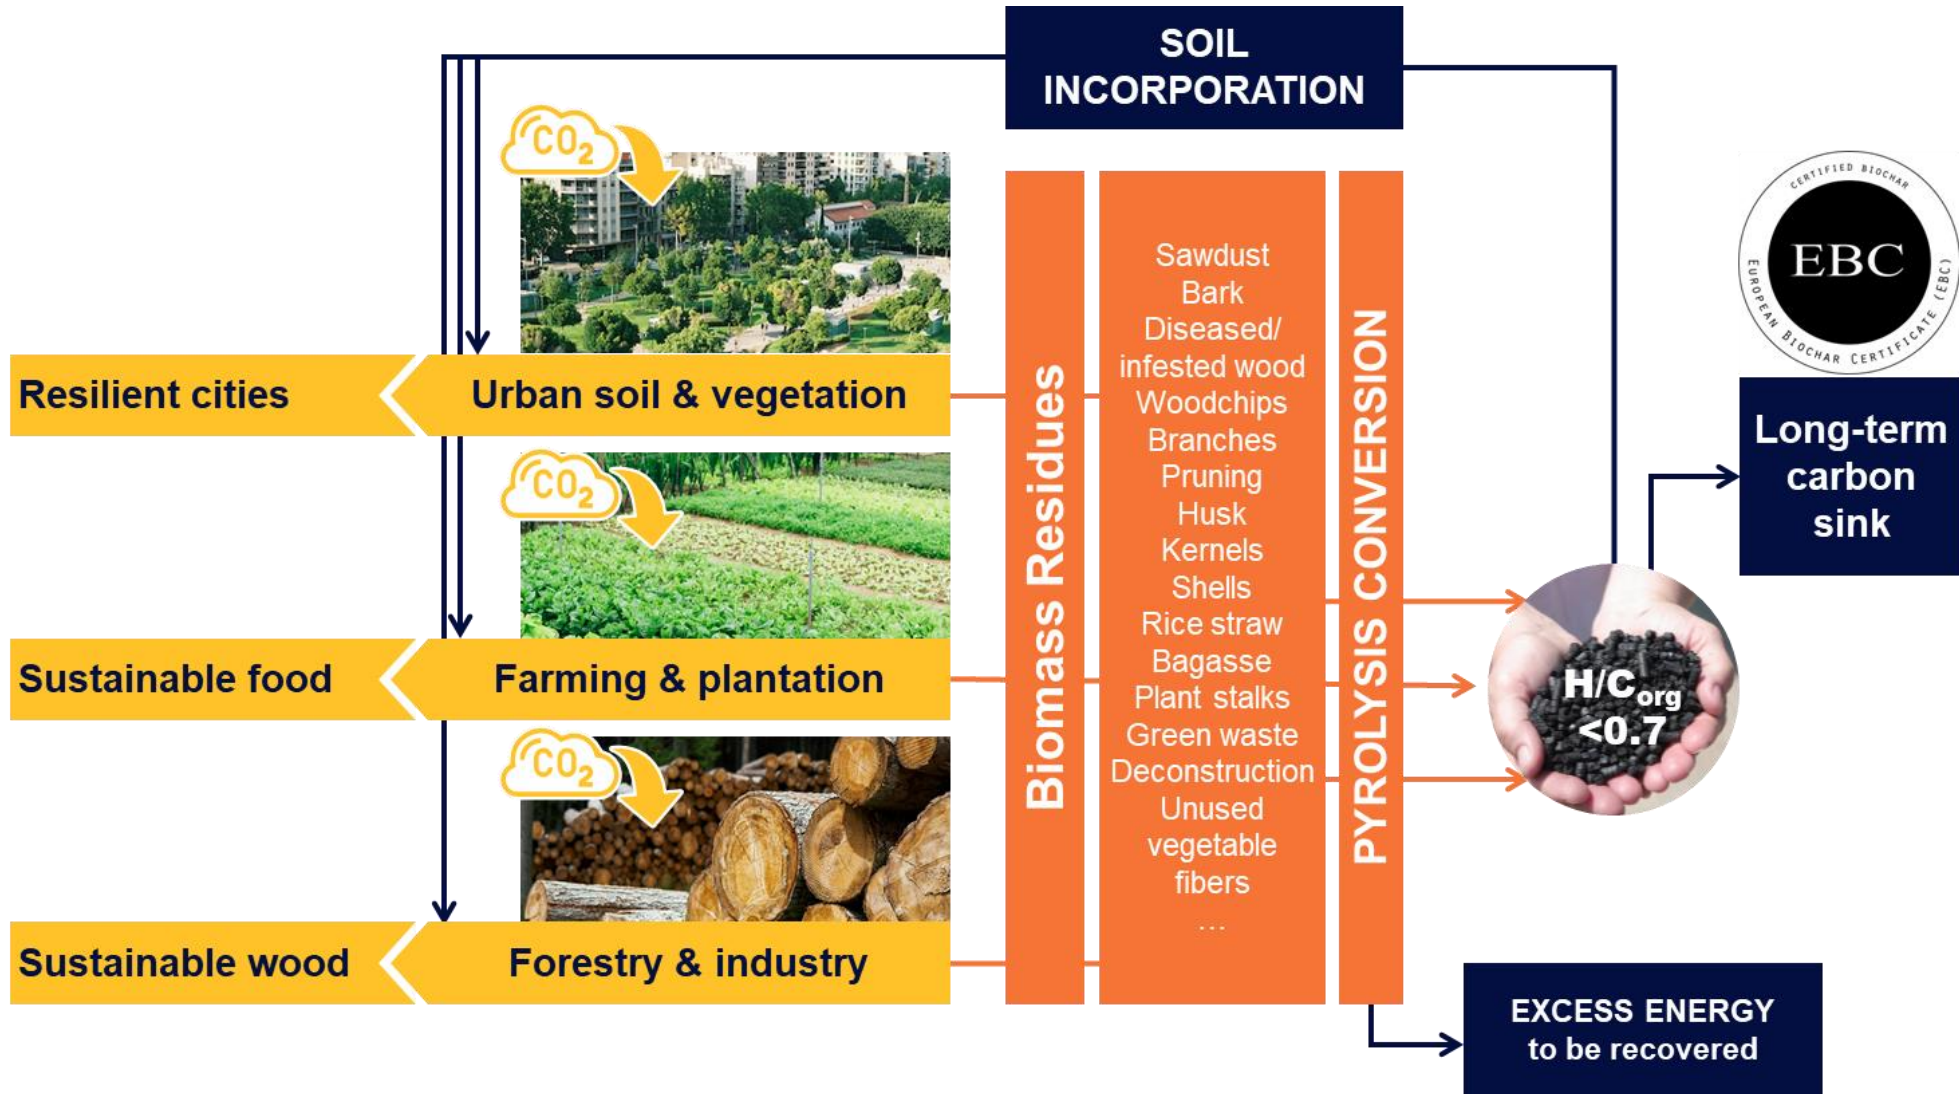 SOIL
INCORPORATION
CO2
CERTIFIED BIOCHAR
EBC
EUROPEAN BIOCHAR CERTIFICATE (EBC)
Resilient cities
Urban soil & vegetation
CO2
Sustainable food
Farming & plantation
CO2
Sustainable wood
Forestry & industry
Biomass Residues
Sawdust
Bark
Diseased/
infested wood
Woodchips
Branches
Pruning
Husk
Kernels
Shells
Rice straw
Bagasse
Plant stalks
Green waste
Deconstruction
Unused
vegetable
fibers
...
PYROLYSIS CONVERSION
H/Corg
<0.7
Long-term
carbon
sink
EXCESS ENERGY
to be recovered